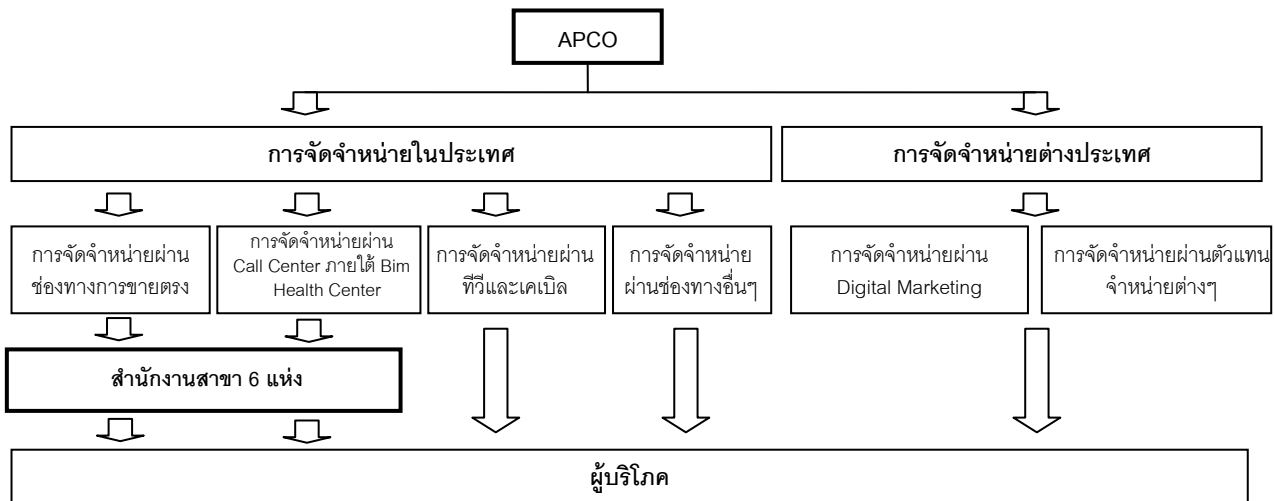 APCO
การจัดจำหน่ายในประเทศ
การจัดจำหน่ายต่างประเทศ
การจัดจำหน่ายผ่าน
ช่องทางการขายตรง
การจัดจำหน่ายผ่าน
Call Center ภายใต้ Bim
Health Center
การจัดจำหน่ายผ่าน
ทีวีและเคเบิล
การจัดจำหน่าย
ผ่านช่องทางอื่นๆ
การจัดจำหน่ายผ่าน
Digital Marketing
การจัดจำหน่ายผ่านตัวแทน
จำหน่ายต่างๆ
สำนักงานสาขา 6 แห่ง
ผู้บริโภค